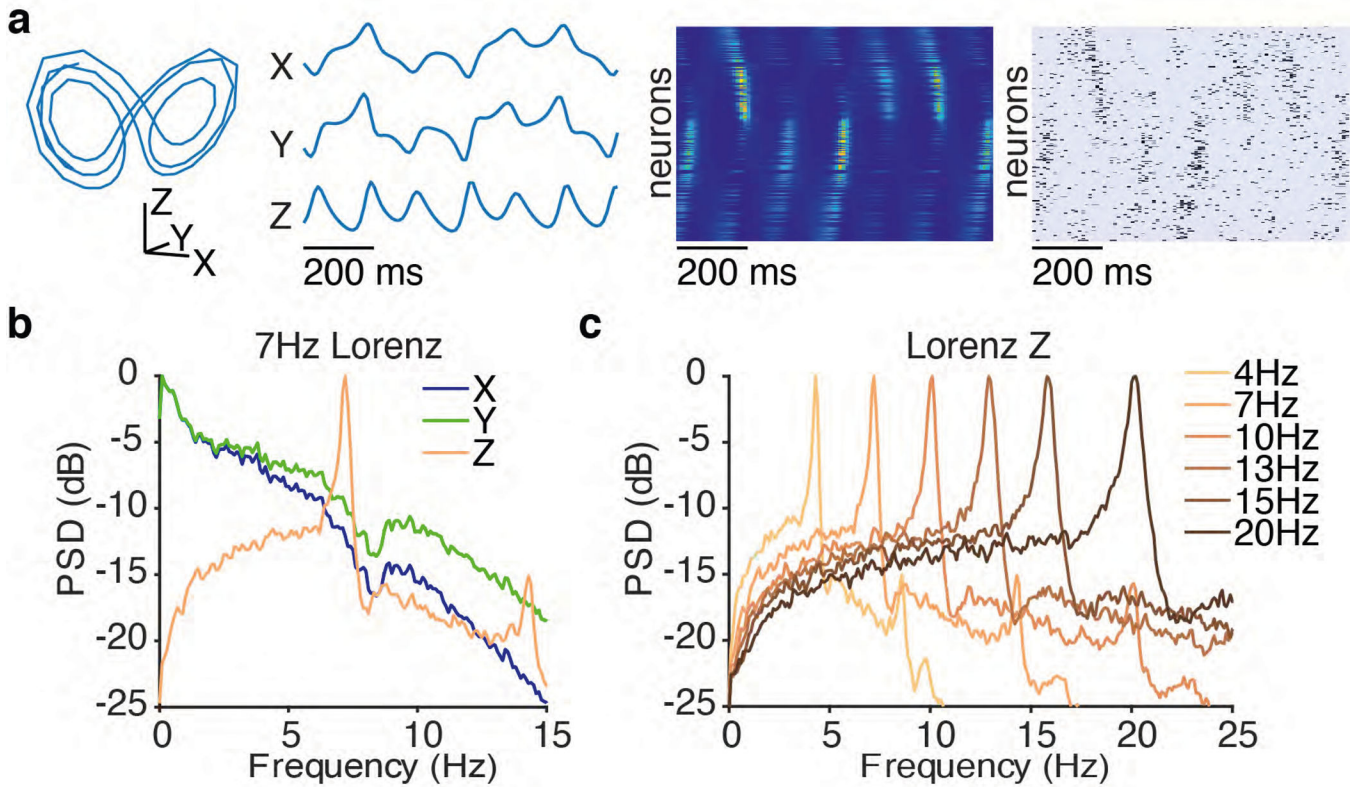 a
X
Y
Z
Z
Y
X
200 ms
neurons
200 ms
neurons
200 ms
b
7Hz Lorenz
0
-5
-10
-15
-20
-25
PSD (dB)
X
Y
Z
0 5 10 15
Frequency (Hz)
c
Lorenz Z
0
-5
-10
-15
-20
-25
PSD (dB)
4Hz
7Hz
10Hz
13Hz
15Hz
20Hz
0 5 10 15 20 25
Frequency (Hz)